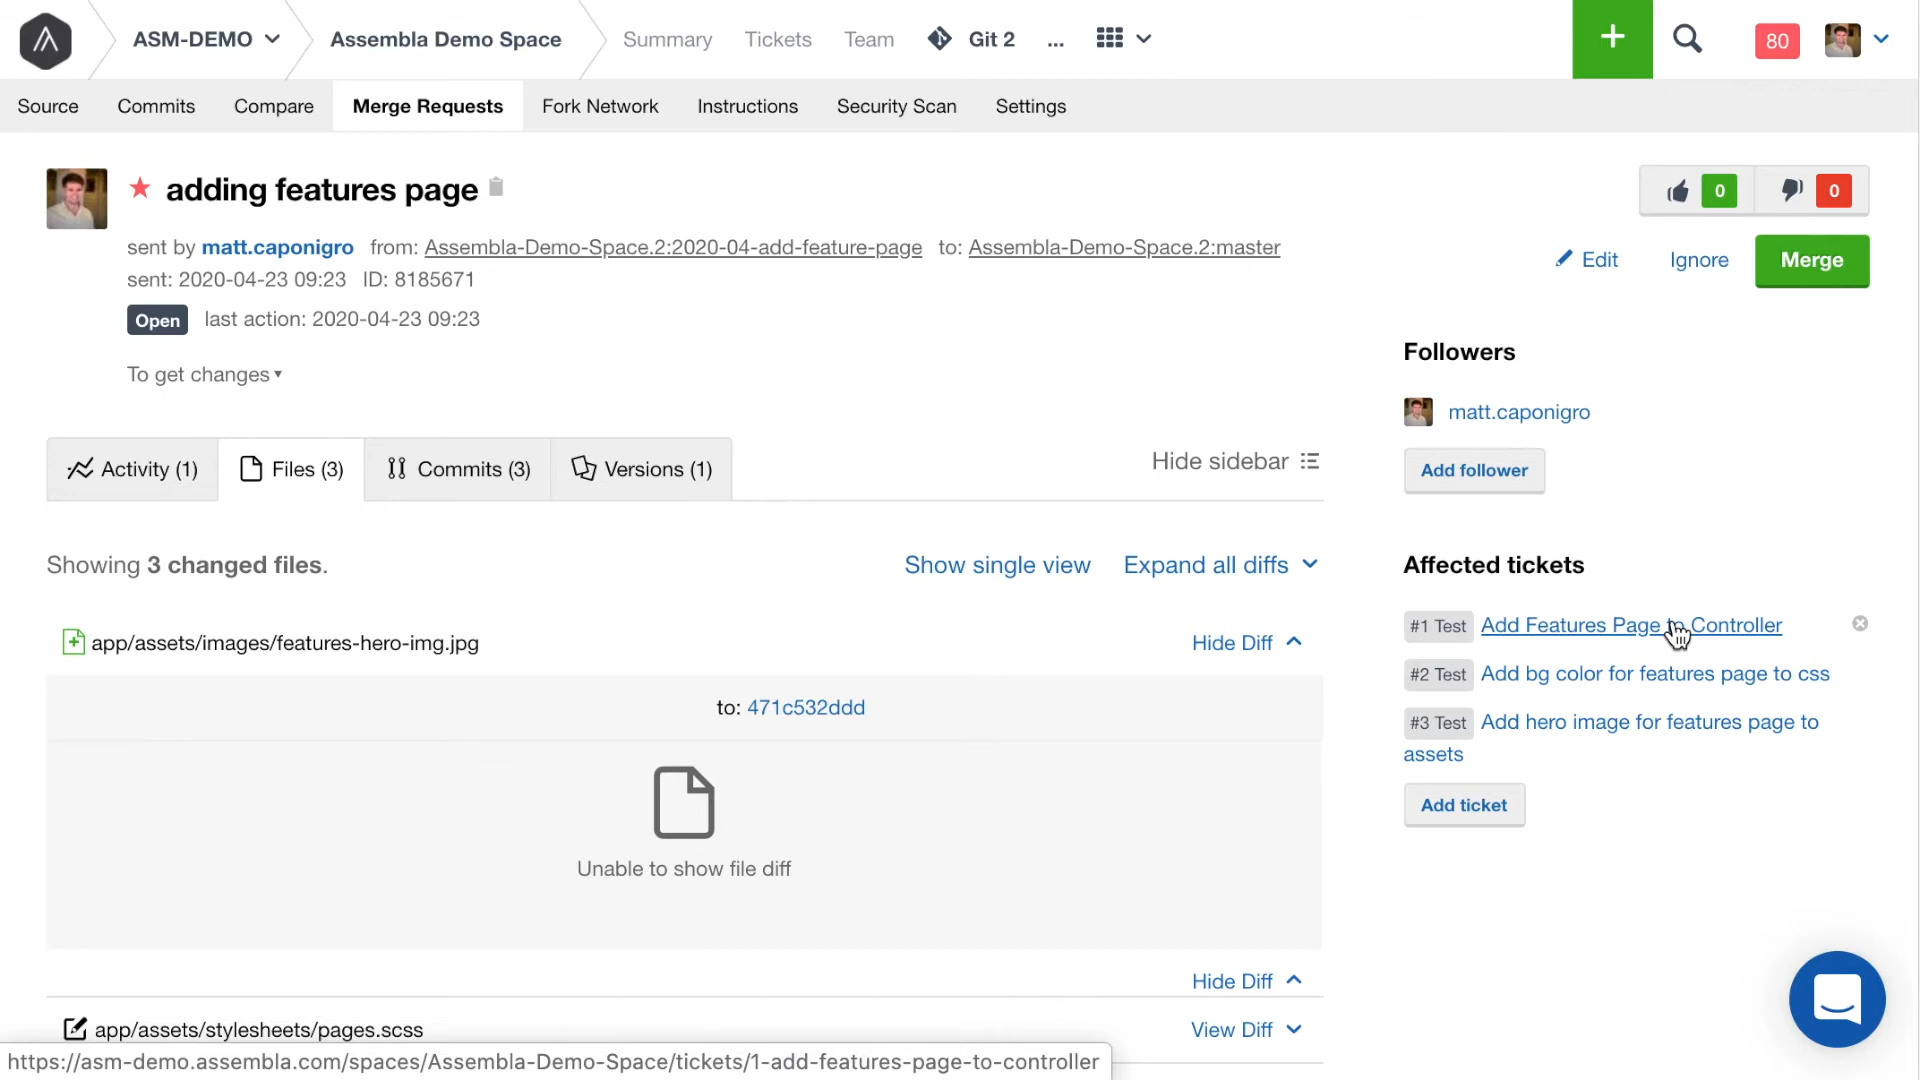 ASM-DEMO Assembla Demo Space Summary Tickets Team Git 2 ... + 80
Source Commits Compare Merge Requests Fork Network Instructions Security Scan Settings
adding features page
0 0
sent by matt.caponigro from: Assembla-Demo-Space.2:2020-04-add-feature-page to: Assembla-Demo-Space.2:master
Edit Ignore Merge
sent: 2020-04-23 09:23 ID: 8185671
Open last action: 2020-04-23 09:23
To get changes
Followers
matt.caponigro
Add follower
Activity (1) Files (3) Commits (3) Versions (1) Hide sidebar
Showing 3 changed files. Show single view Expand all diffs
Affected tickets
#1 Test Add Features Page to Controller
#2 Test Add bg color for features page to css
#3 Test Add hero image for features page to
assets
Add ticket
app/assets/images/features-hero-img.jpg Hide Diff
to: 471c532ddd
Unable to show file diff
Hide Diff
app/assets/stylesheets/pages.scss View Diff
https://asm-demo.assembla.com/spaces/Assembla-Demo-Space/tickets/1-add-features-page-to-controller